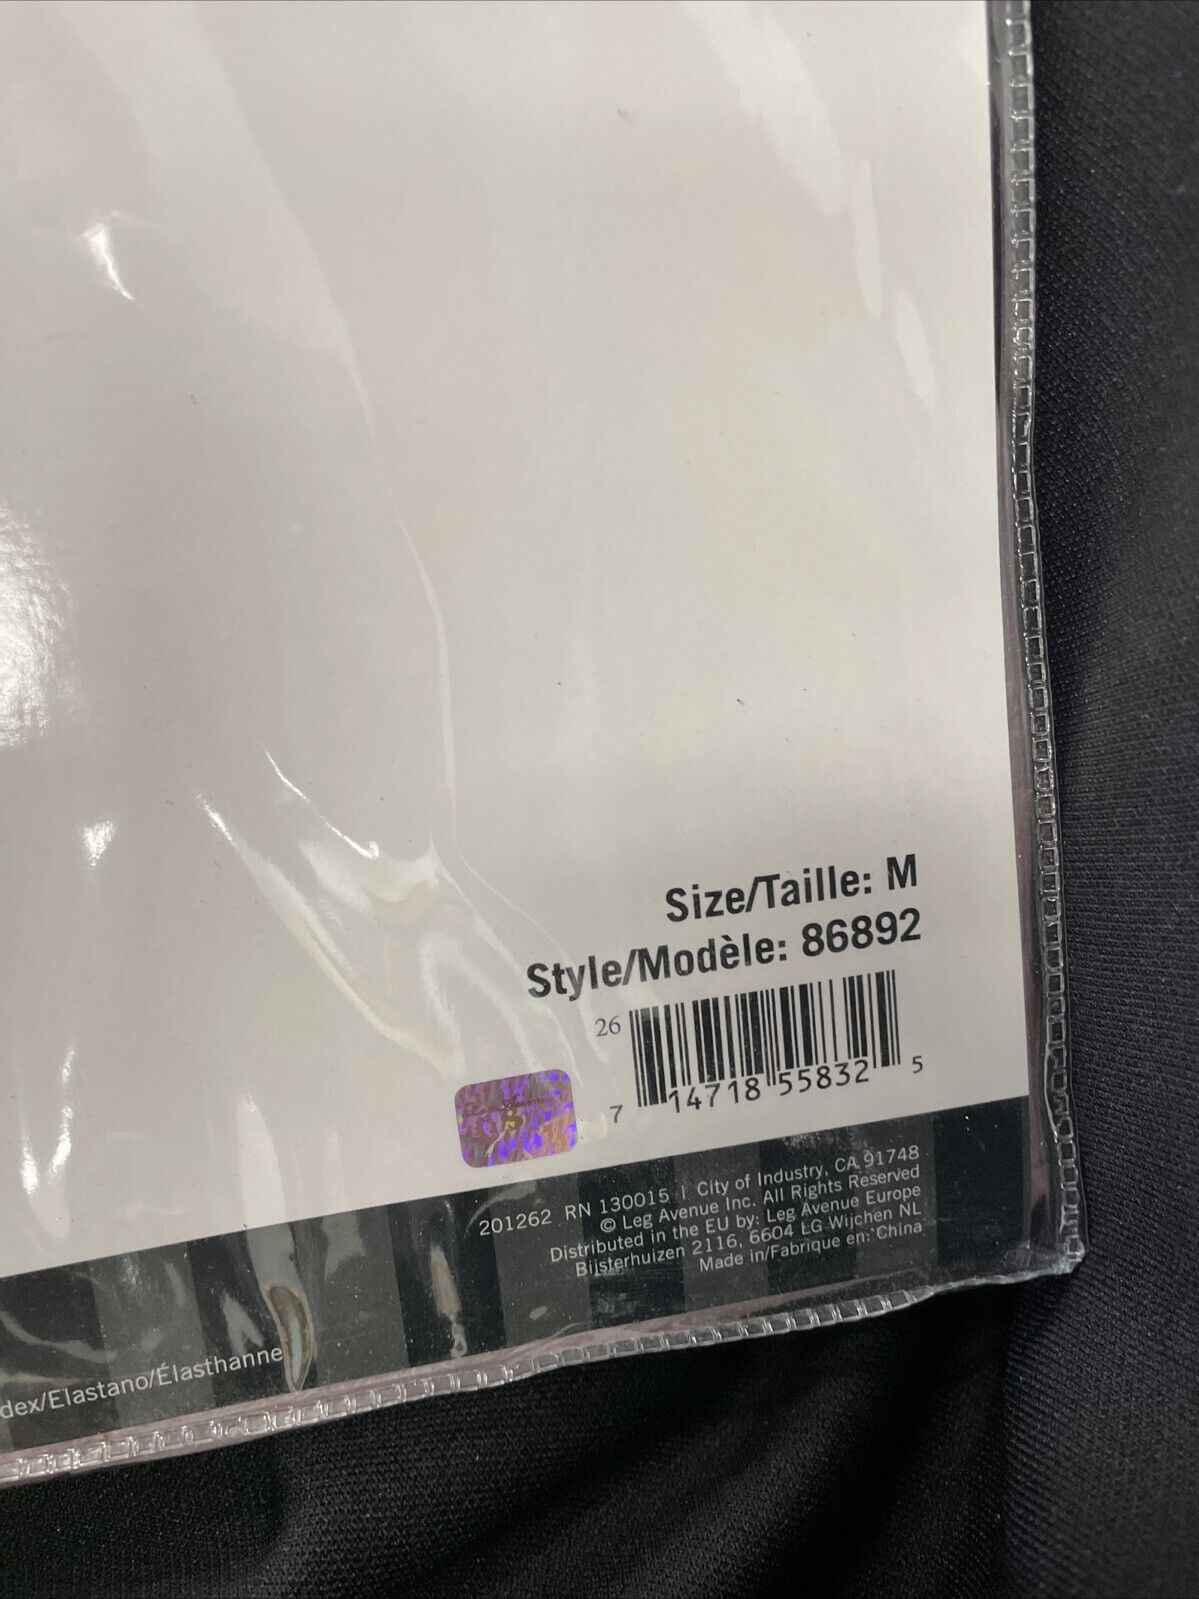 Size/Taille: M
Style/Modèle: 86892
26
7 14718 55832 5
201262 RN 130015 | City of Industry, CA 91748
© Leg Avenue Inc. All Rights Reserved
Distributed in the EU by: Leg Avenue Europe
Bijsterhuizen 2116, 6604 LG Wijchen NL
Made in/Fabrique en: China
dex/Elastano/Élasthanne